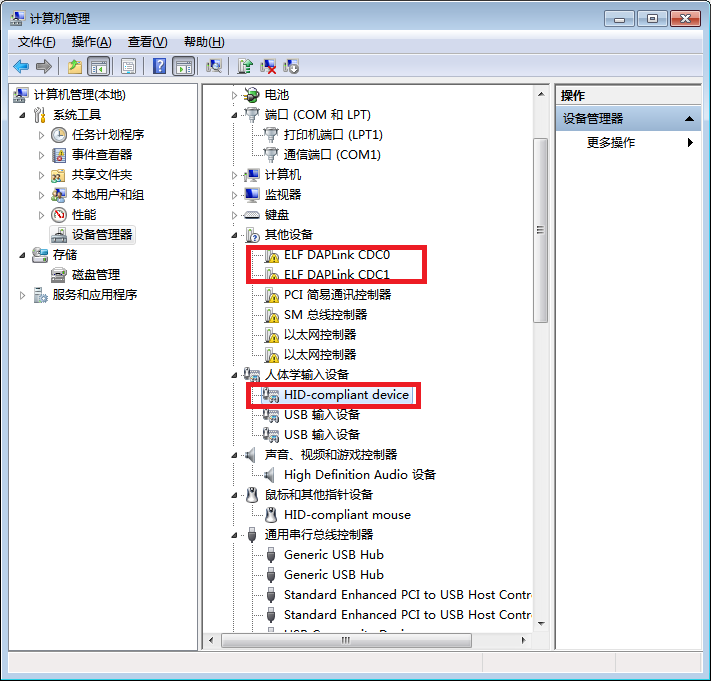 计算机管理
文件(F) 操作(A) 查看(V) 帮助(H)
计算机管理(本地)
系统工具
任务计划程序
事件查看器
共享文件夹
本地用户和组
性能
设备管理器
存储
磁盘管理
服务和应用程序
电池
端口 (COM 和 LPT)
打印机端口 (LPT1)
通信端口 (COM1)
计算机
监视器
键盘
其他设备
ELF DAPLink CDC0
ELF DAPLink CDC1
PCI 简易通讯控制器
SM 总线控制器
以太网控制器
以太网控制器
人体学输入设备
HID-compliant device
USB 输入设备
USB 输入设备
声音、视频和游戏控制器
High Definition Audio 设备
鼠标和其他指针设备
HID-compliant mouse
通用串行总线控制器
Generic USB Hub
Generic USB Hub
Standard Enhanced PCI to USB Host Contr
Standard Enhanced PCI to USB Host Contr
操作
设备管理器
更多操作